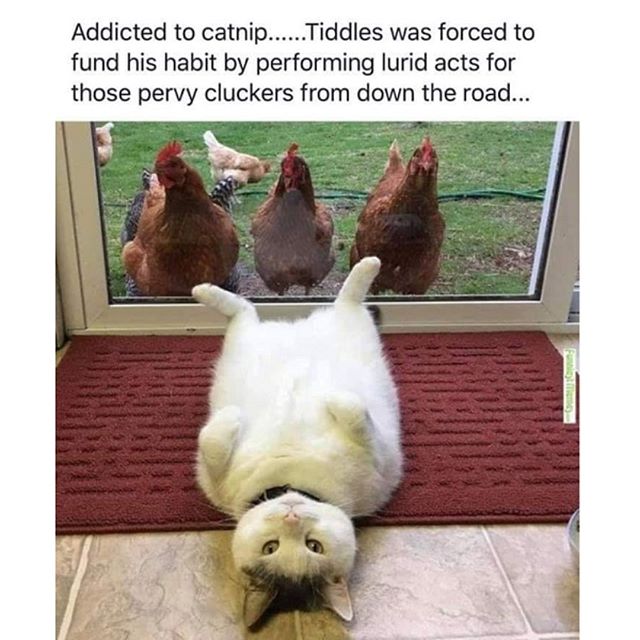 Addicted to catnip......Tiddles was forced to
fund his habit by performing lurid acts for
those pervy cluckers from down the road...